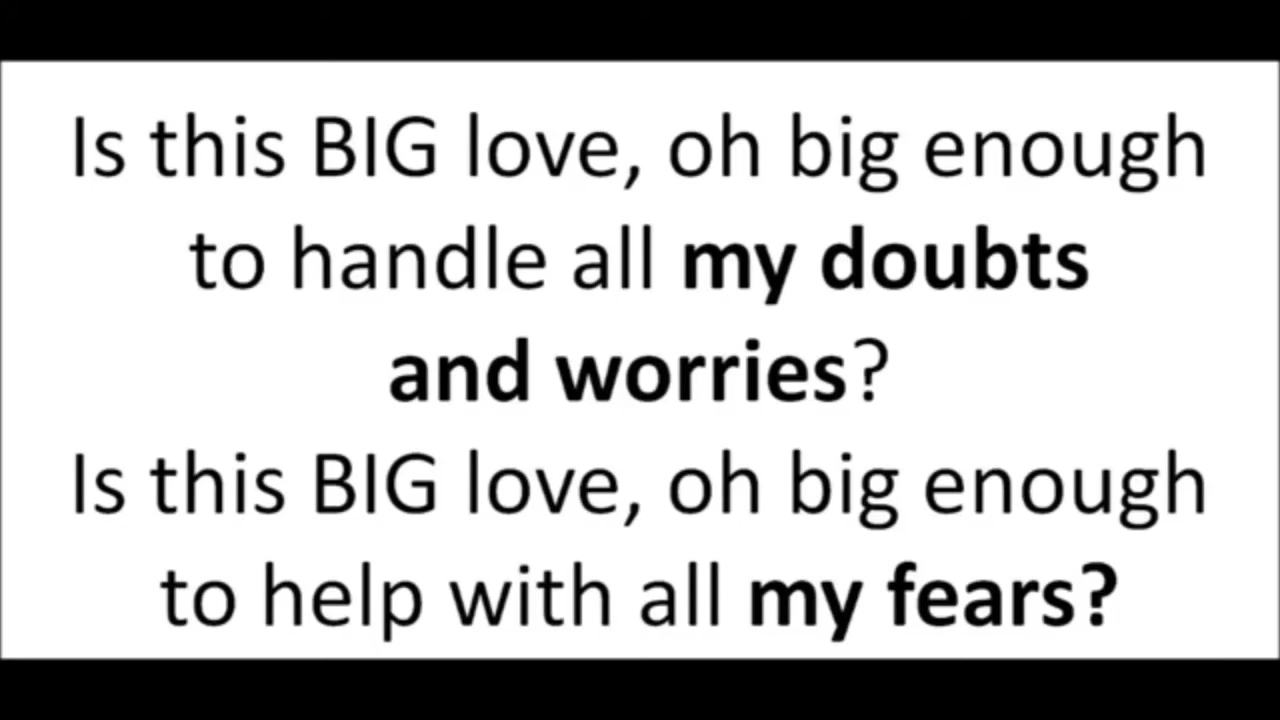 Is this BIG love, oh big enough
to handle all my doubts
and worries?
Is this BIG love, oh big enough
to help with all my fears?